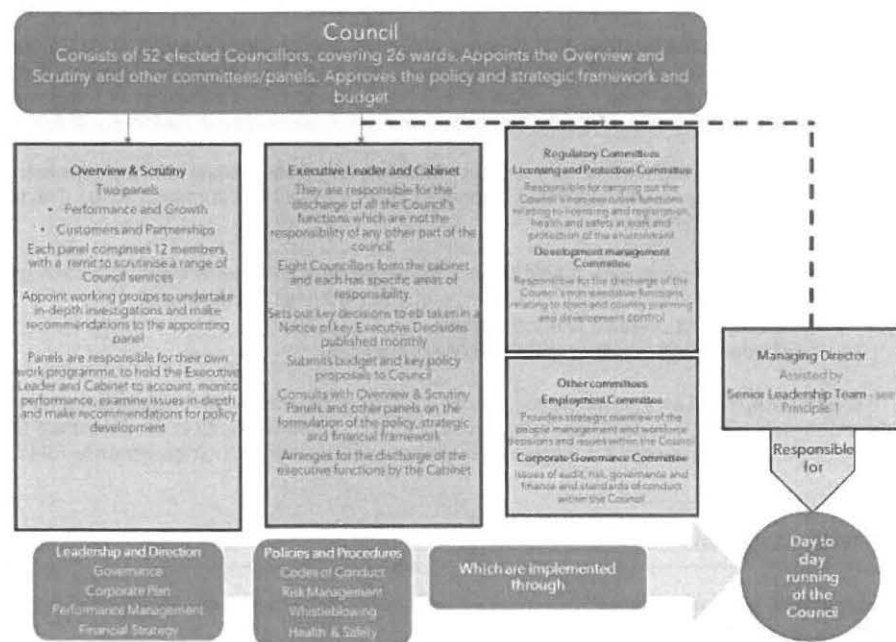 Council
Consists of 52 elected Councillors, covering 26 wards. Appoints the Overview and
Scrutiny and other committees/panels. Approves the policy and strategic framework and
budget
Overview & Scrutiny
Two panels
• Performance and Growth
• Customers and Partnerships
Each panel comprises 12 members,
with a remit to scrutinise a range of
Council services
Appoint working groups to undertake
in-depth investigations and make
recommendations to the appointing
panel
Panels are responsible for their own
work programme, to hold the Executive
Leader and Cabinet to account, monitor
performance, examine issues in-depth
and make recommendations for policy
development
Executive Leader and Cabinet
They are responsible for the
discharge of all the Council's
functions which are not the
responsibility of any other part of the
council.
Eight Councillors form the cabinet
and each has specific areas of
responsibility.
Sets out key decisions to eb taken in a
Notice of key Executive Decisions
published monthly
Submits budget and key policy
proposals to Council
Consults with Overview & Scrutiny
Panels and other panels on the
formulation of the policy, strategic
and financial framework
Arranges for the discharge of the
executive functions by the Cabinet
Regulatory Committees
Licensing and Protection Committee
Responsible for carrying out the
Council's non-executive functions
relating to licensing and registration,
health and safety at work and
protection of the environment
Development management
Committee
Responsible for the discharge of the
Council's non executive functions
relating to town and country planning
and development control
Other committees
Employment Committee
Provides strategic overview of the
people management and workforce
decisions and issues within the Council
Corporate Governance Committee
Issues of audit, risk, governance and
finance and standards of conduct
within the Council
Managing Director
Assisted by
Senior Leadership Team - see
Principle 1
Responsible
for
Day to
day
running
of the
Council
Leadership and Direction
Governance
Corporate Plan
Performance Management
Financial Strategy
Policies and Procedures
Codes of Conduct
Risk Management
Whistleblowing
Health & Safety
Which are implemented
through